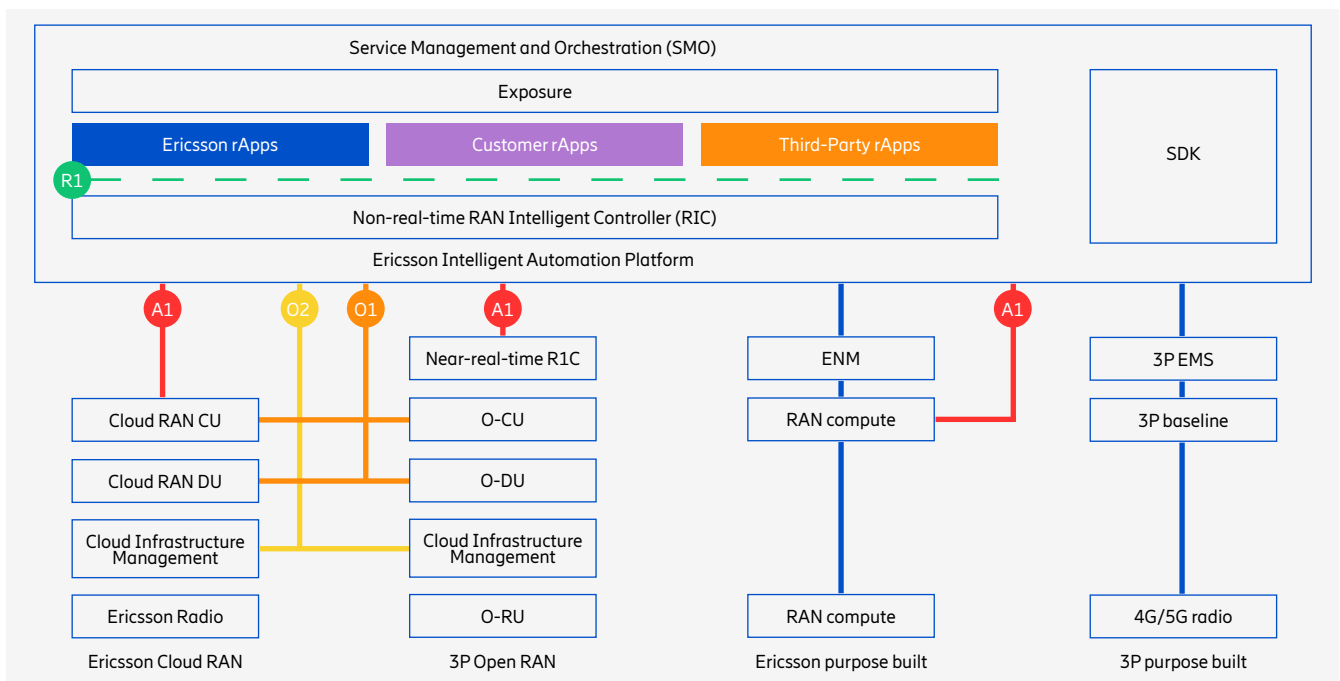 Service Management and Orchestration (SMO)
Exposure
Ericsson rApps
Customer rApps
Third-Party rApps
SDK
R1
Non-real-time RAN Intelligent Controller (RIC)
Ericsson Intelligent Automation Platform
A1
O2
O1
A1
A1
Near-real-time R1C
ENM
3P EMS
Cloud RAN CU
O-CU
RAN compute
3P baseline
Cloud RAN DU
O-DU
Cloud Infrastructure
Management
Cloud Infrastructure
Management
Ericsson Radio
O-RU
RAN compute
4G/5G radio
Ericsson Cloud RAN
3P Open RAN
Ericsson purpose built
3P purpose built